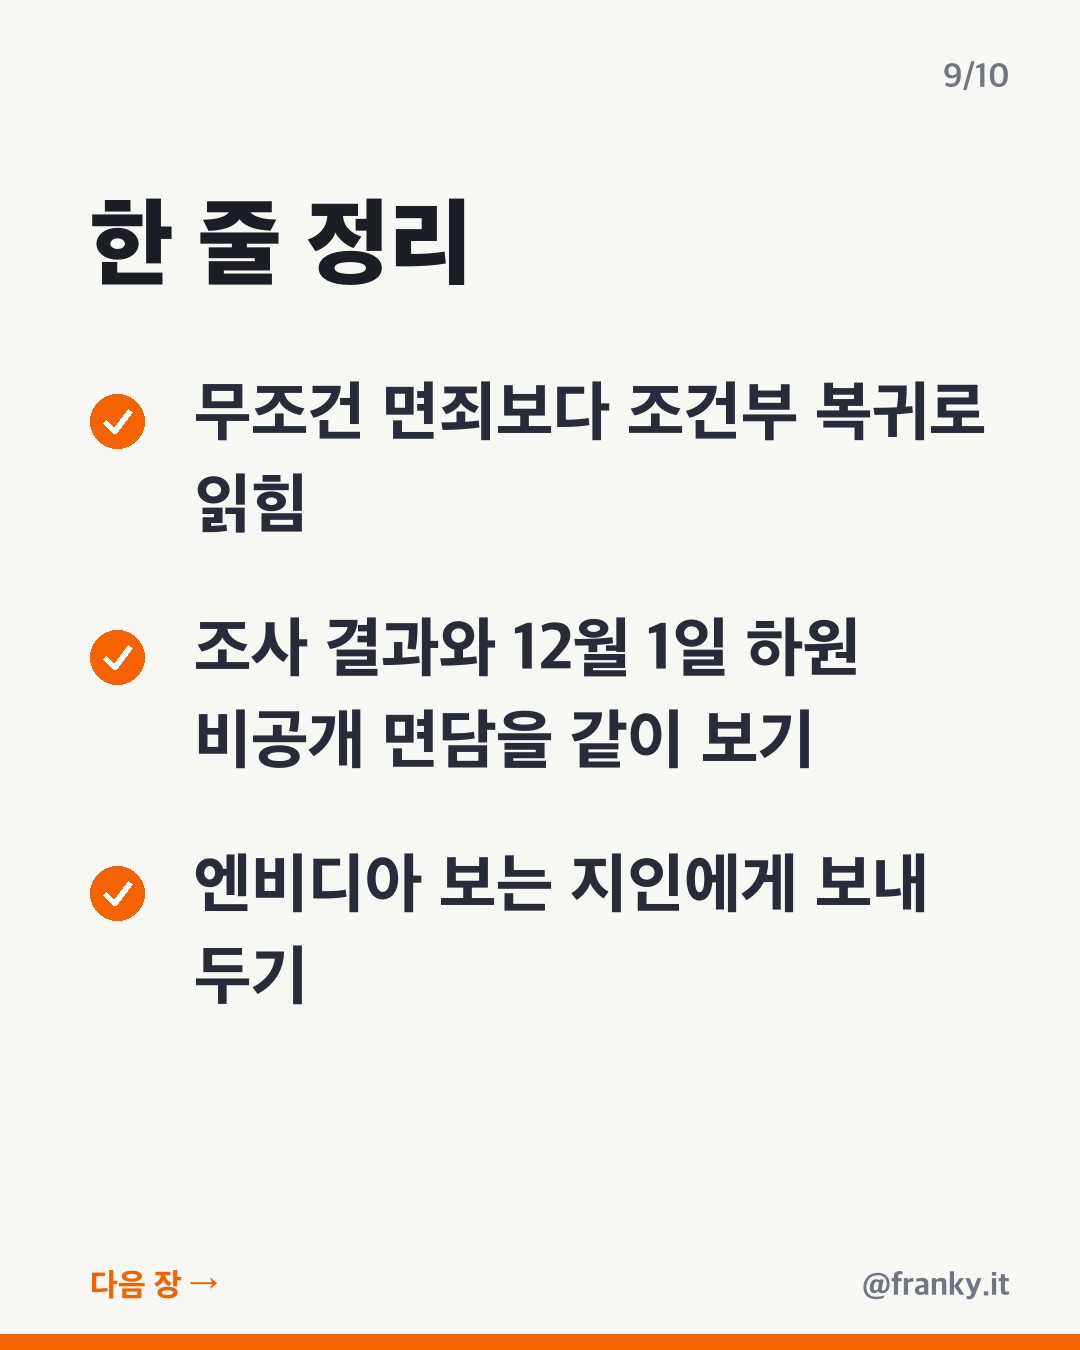 9/10
한 줄 정리
무조건 면죄보다 조건부 복귀로
읽힘
조사 결과와 12월 1일 하원
비공개 면담을 같이 보기
엔비디아 보는 지인에게 보내
두기
다음 장 →
@franky.it